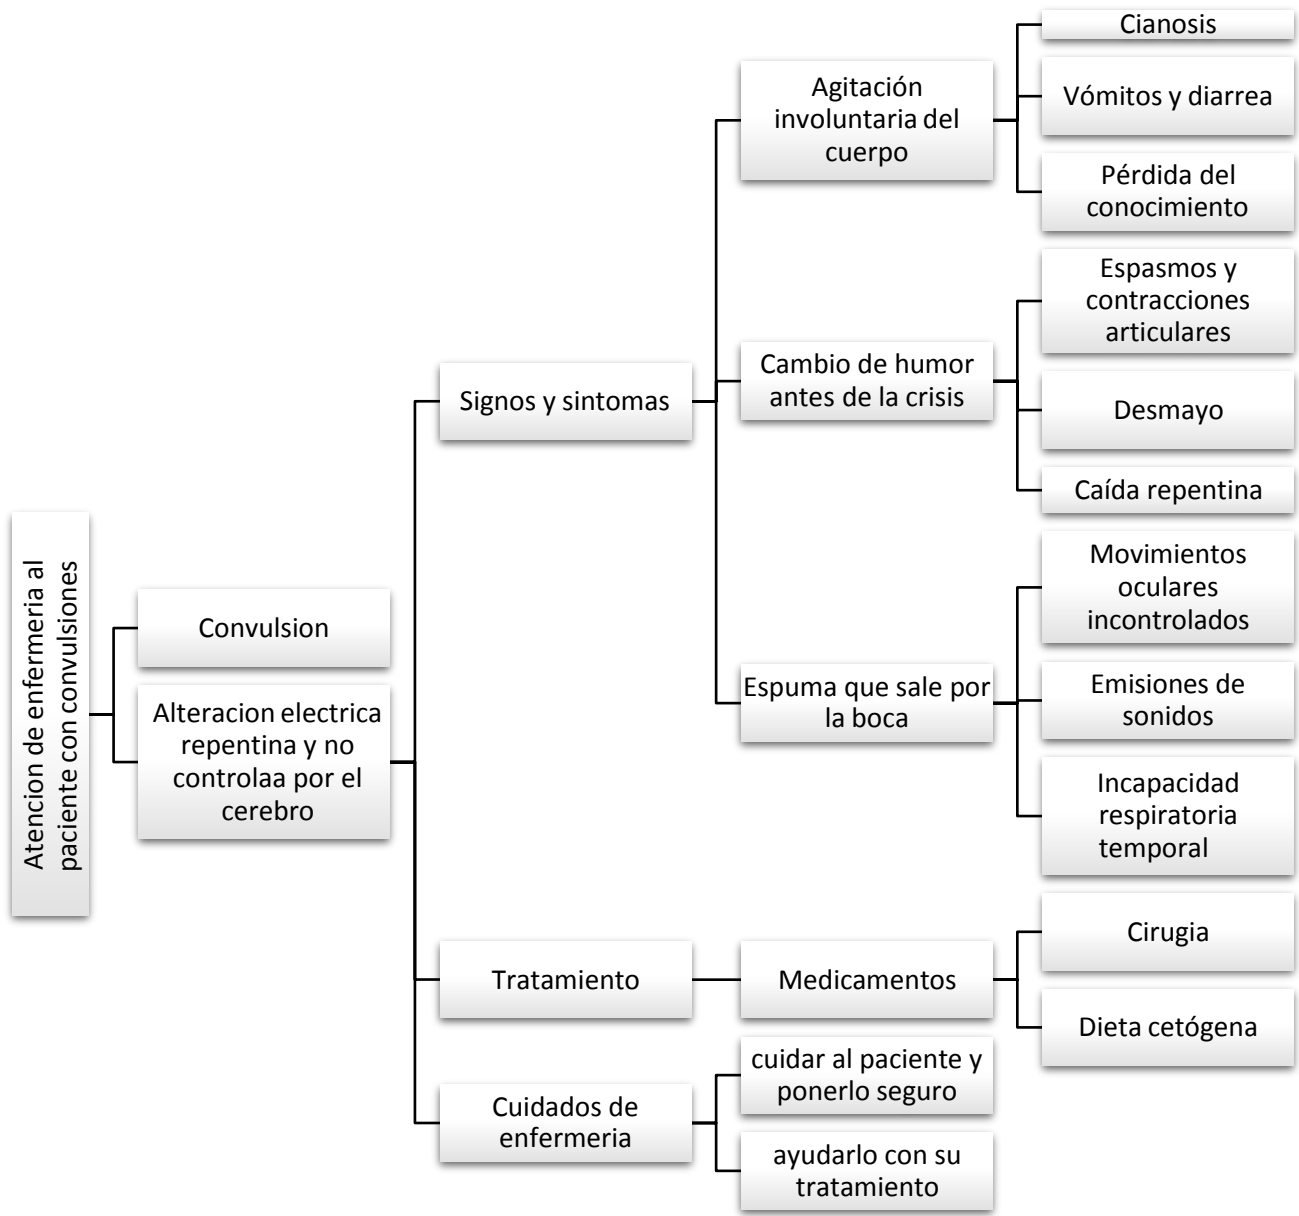 Atencion de enfermeria al
paciente con convulsiones
Convulsion
Alteracion electrica
repentina y no
controlaa por el
cerebro
Signos y sintomas
Agitación
involuntaria del
cuerpo
Cianosis
Vómitos y diarrea
Pérdida del
conocimiento
Cambio de humor
antes de la crisis
Espasmos y
contracciones
articulares
Desmayo
Caída repentina
Espuma que sale por
la boca
Movimientos
oculares
incontrolados
Emisiones de
sonidos
Incapacidad
respiratoria
temporal
Tratamiento
Medicamentos
Cirugia
Dieta cetógena
Cuidados de
enfermeria
cuidar al paciente y
ponerlo seguro
ayudarlo con su
tratamiento